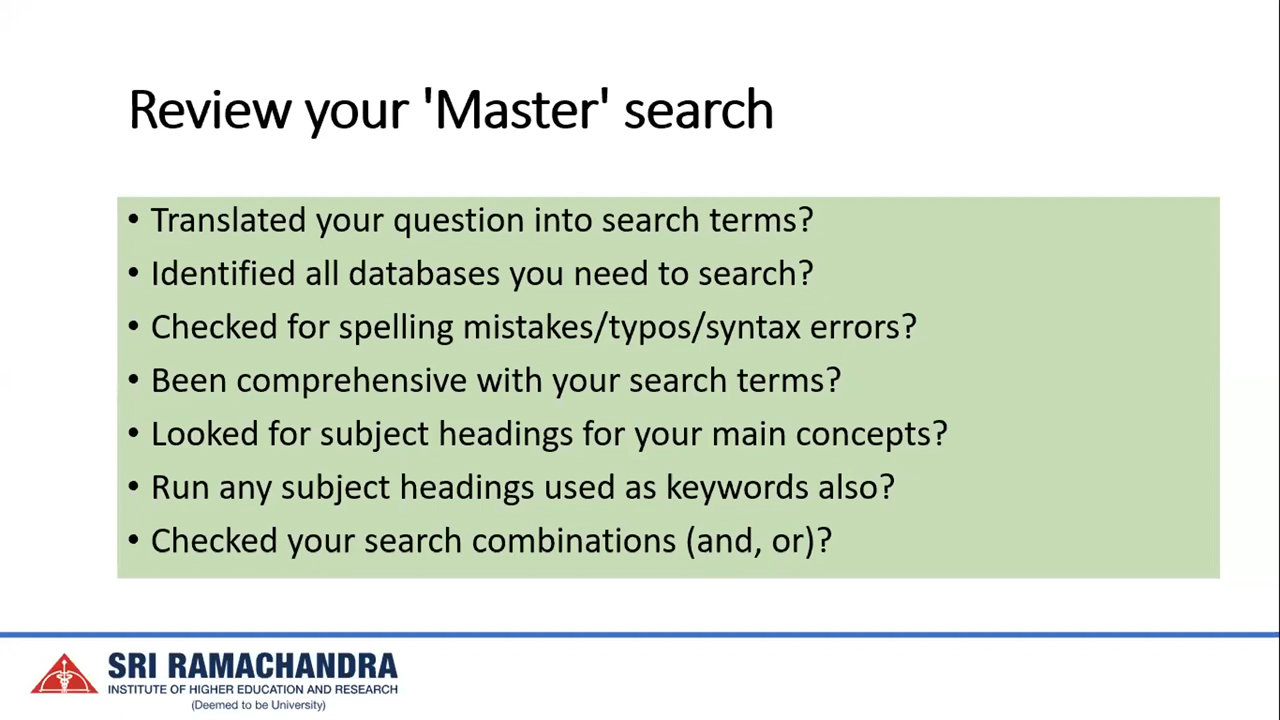 Review your 'Master' search
• Translated your question into search terms?
• Identified all databases you need to search?
• Checked for spelling mistakes/typos/syntax errors?
• Been comprehensive with your search terms?
• Looked for subject headings for your main concepts?
• Run any subject headings used as keywords also?
• Checked your search combinations (and, or)?
SRI RAMACHANDRA
INSTITUTE OF HIGHER EDUCATION AND RESEARCH
(Deemed to be University)